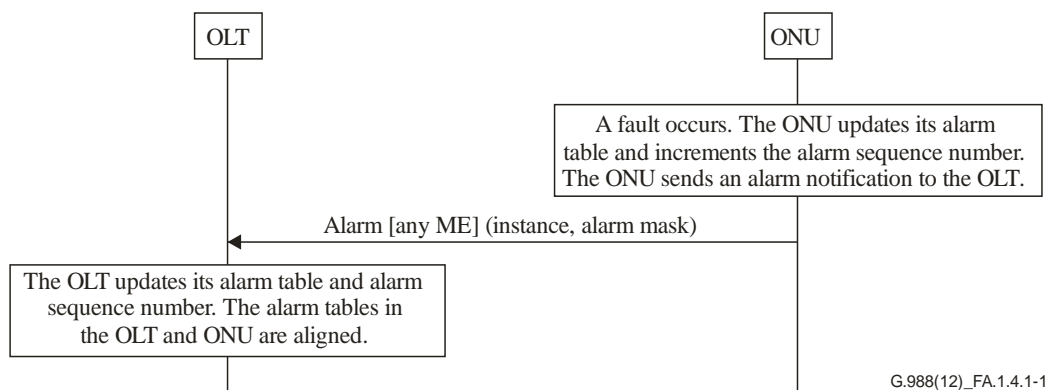 OLT
ONU
A fault occurs. The ONU updates its alarm
table and increments the alarm sequence number.
The ONU sends an alarm notification to the OLT.
Alarm [any ME] (instance, alarm mask)
The OLT updates its alarm table and alarm
sequence number. The alarm tables in
the OLT and ONU are aligned.
G.988(12)_FA.1.4.1-1